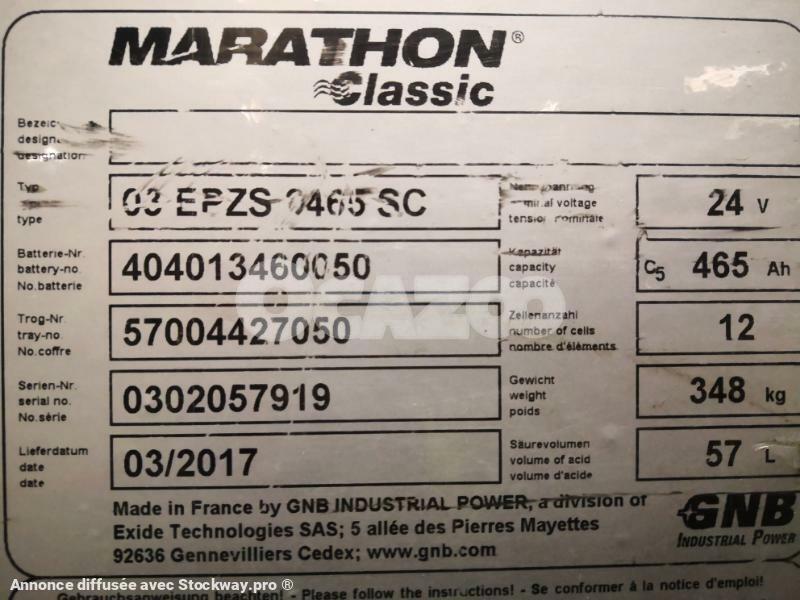 MARATHON®
Classic
designation
Typ
type
03 EPZS 0465 SC
Nennspannung
nominal voltage
tension nominale
24 V
Batterie-Nr.
battery-no.
No.batterie
404013460050
Kapazität
capacity
capacité
C5 465 Ah
Trog-Nr.
tray-no.
No.coffre
57004427050
Zellenanzahl
number of cells
nombre d'éléments
12
Serien-Nr.
serial no.
No.série
0302057919
Gewicht
weight
poids
348 kg
Lieferdatum
date
date
03/2017
Säurevolumen
volume of acid
volume d'acide
57 L
OCAZOO
Made in France by GNB INDUSTRIAL POWER, a division of
Exide Technologies SAS; 5 allée des Pierres Mayettes
92636 Gennevilliers Cedex; www.gnb.com
GNB
INDUSTRIAL POWER
Annonce diffusée avec Stockway.pro ®
Gebrauchsanweisung beachten! - Please follow the instructions! - Se conformer à la notice d'emploi!